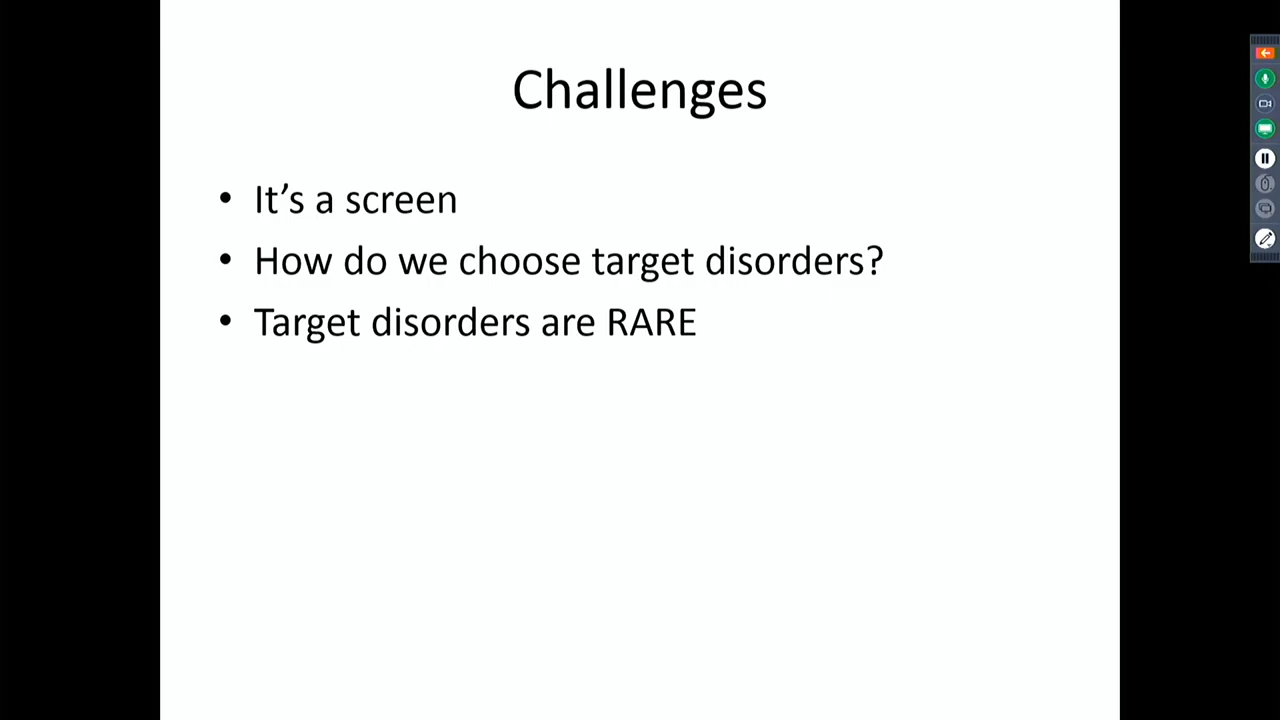 Challenges
• It’s a screen
• How do we choose target disorders?
• Target disorders are RARE